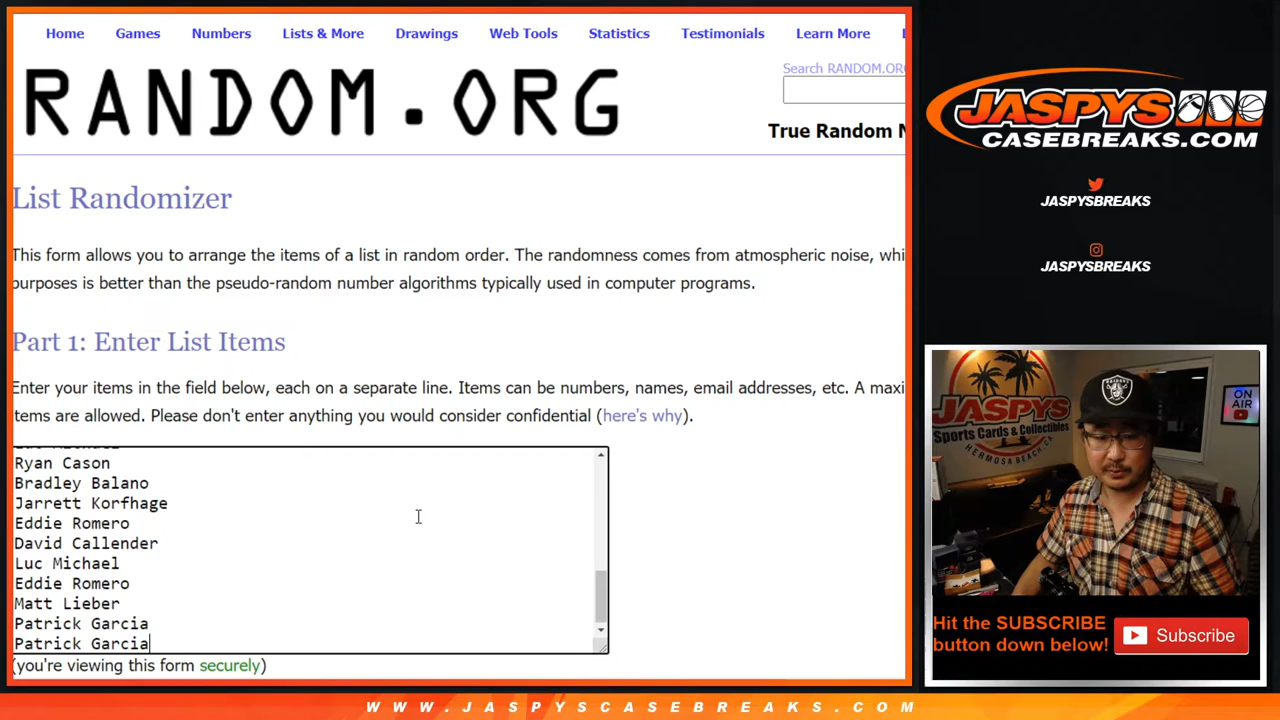 Home Games Numbers Lists & More Drawings Web Tools Statistics Testimonials Learn More
Search RANDOM.ORG
RANDOM.ORG
True Random N
List Randomizer
This form allows you to arrange the items of a list in random order. The randomness comes from atmospheric noise, whi
purposes is better than the pseudo-random number algorithms typically used in computer programs.
Part 1: Enter List Items
Enter your items in the field below, each on a separate line. Items can be numbers, names, email addresses, etc. A maxi
items are allowed. Please don't enter anything you would consider confidential (here's why).
Ryan Cason
Bradley Balano
Jarrett Korfhage
Eddie Romero
David Callender
Luc Michael
Eddie Romero
Matt Lieber
Patrick Garcia
Patrick Garcia
(you're viewing this form securely)
JASPYS
CASEBREAKS.COM
JASPYSBREAKS
JASPYSBREAKS
JASPYS
Sports Cards & Collectibles
HERMOSA BEACH, CA
RAIDERS
ON
AIR
Hit the SUBSCRIBE
button down below!
Subscribe
WWW.JASPYSCASEBREAKS.COM